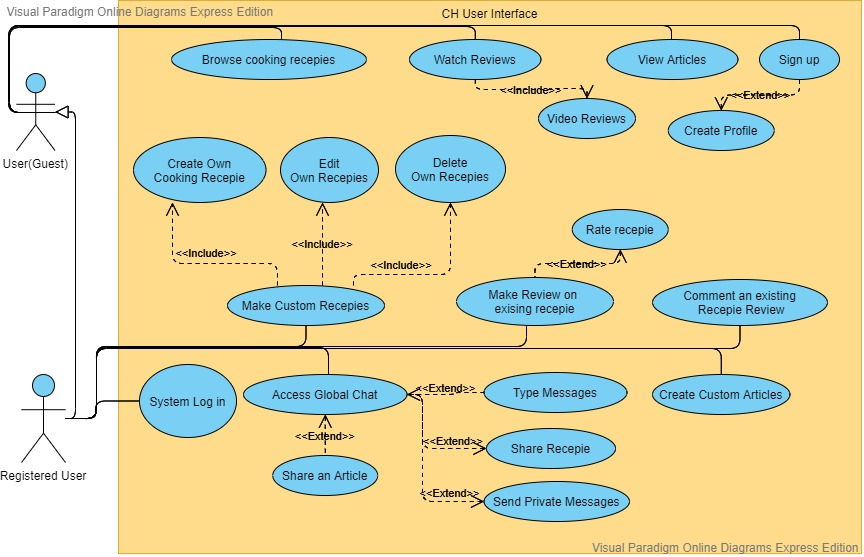 Visual Paradigm Online Diagrams Express Edition
CH User Interface
Browse cooking recepies
Watch Reviews
View Articles
Sign up
<<Include>>
<<Extend>>
Video Reviews
Create Profile
User(Guest)
Create Own
Cooking Recepie
Edit
Own Recepies
Delete
Own Recepies
Rate recepie
<<Include>>
<<Include>>
<<Include>>
<<Extend>>
Make Custom Recepies
Make Review on
exising recepie
Comment an existing
Recepie Review
System Log in
Access Global Chat
<<Extend>>
Type Messages
Create Custom Articles
<<Extend>>
<<Extend>>
Share Recepie
Registered User
Share an Article
<<Extend>>
Send Private Messages
Visual Paradigm Online Diagrams Express Edition